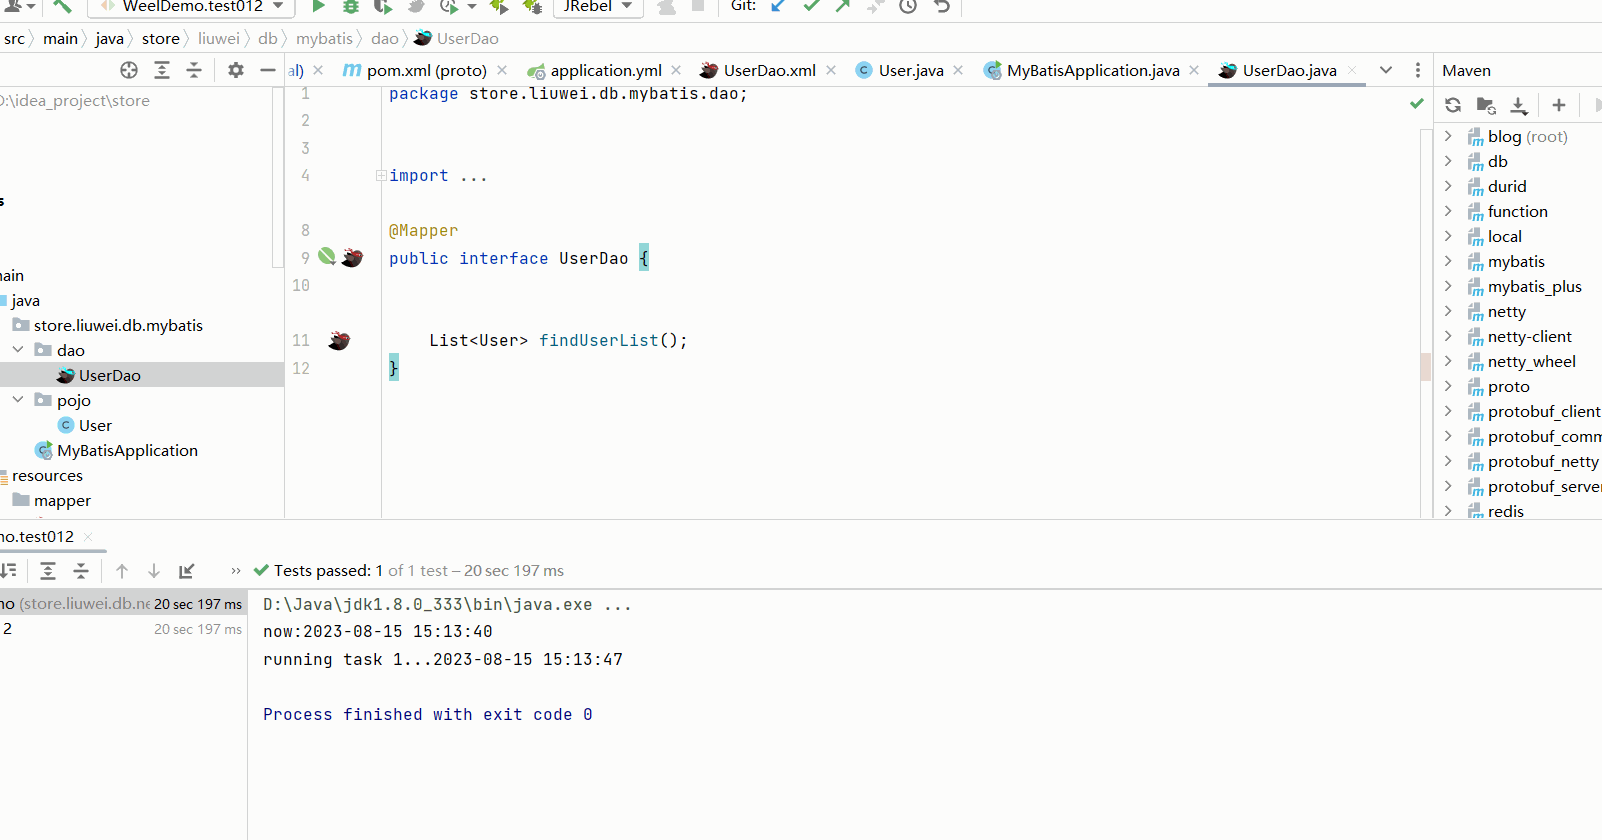 WeelDemo.test012 JRebel Git:
src main java store liuwei db mybatis dao UserDao
al) pom.xml (proto) application.yml UserDao.xml User.java MyBatisApplication.java UserDao.java Maven
D:\idea_project\store
s
ain
java
store.liuwei.db.mybatis
dao
UserDao
pojo
User
MyBatisApplication
resources
mapper
1 package store.liuwei.db.mybatis.dao;
2
3
4 import ...
8 @Mapper
9 public interface UserDao {
10
11 List<User> findUserList();
12 }
blog (root)
db
durid
function
local
mybatis
mybatis_plus
netty
netty-client
netty_wheel
proto
protobuf_client
protobuf_comm
protobuf_netty
protobuf_server
redis
no.test012
Tests passed: 1 of 1 test – 20 sec 197 ms
no (store.liuwei.db.ne 20 sec 197 ms
2 20 sec 197 ms
D:\Java\jdk1.8.0_333\bin\java.exe ...
now:2023-08-15 15:13:40
running task 1...2023-08-15 15:13:47
Process finished with exit code 0